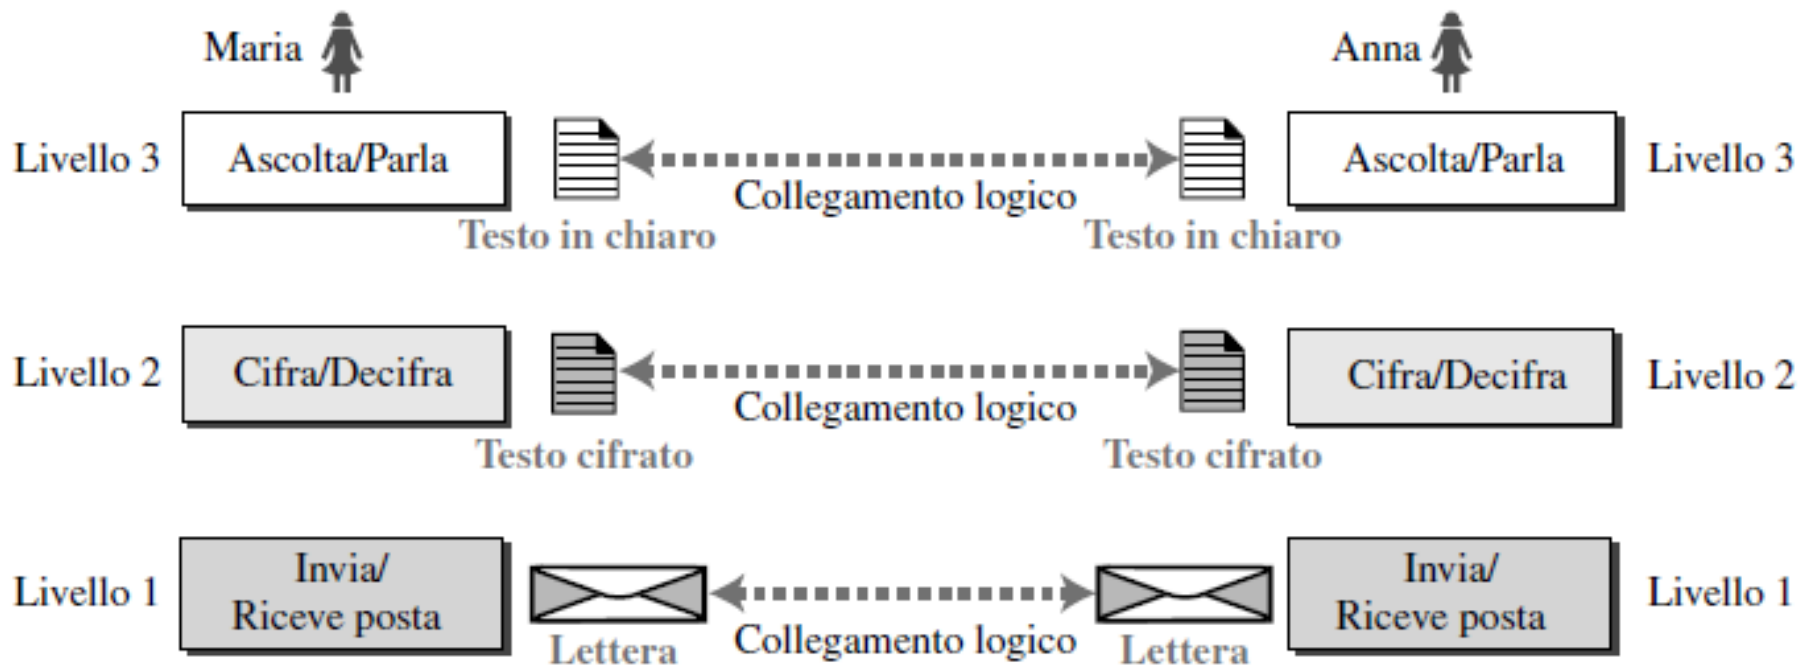 Maria
Anna
Livello 3
Ascolta/Parla
Collegamento logico
Ascolta/Parla
Livello 3
Testo in chiaro
Testo in chiaro
Livello 2
Cifra/Decifra
Collegamento logico
Cifra/Decifra
Livello 2
Testo cifrato
Testo cifrato
Livello 1
Invia/
Riceve posta
Lettera
Collegamento logico
Lettera
Invia/
Riceve posta
Livello 1